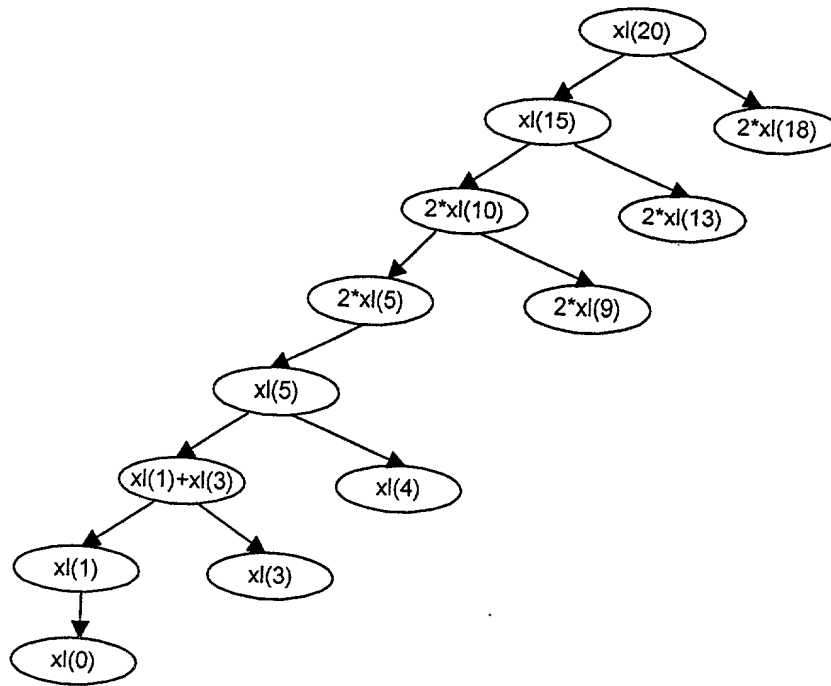 xl(20)
xl(15)
2*xl(18)
2*xl(10)
2*xl(13)
2*xl(5)
2*xl(9)
xl(5)
xl(1)+xl(3)
xl(4)
xl(1)
xl(3)
xl(0)